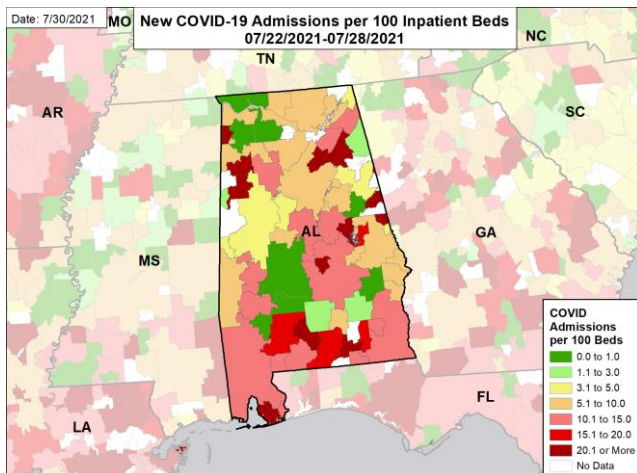 Date: 7/30/2021
New COVID-19 Admissions per 100 Inpatient Beds
07/22/2021-07/28/2021
MO
NC
TN
AR
SC
AL
MS
GA
LA
FL
COVID
Admissions
per 100 Beds
0.0 to 1.0
1.1 to 3.0
3.1 to 5.0
5.1 to 10.0
10.1 to 15.0
15.1 to 20.0
20.1 or More
No Data